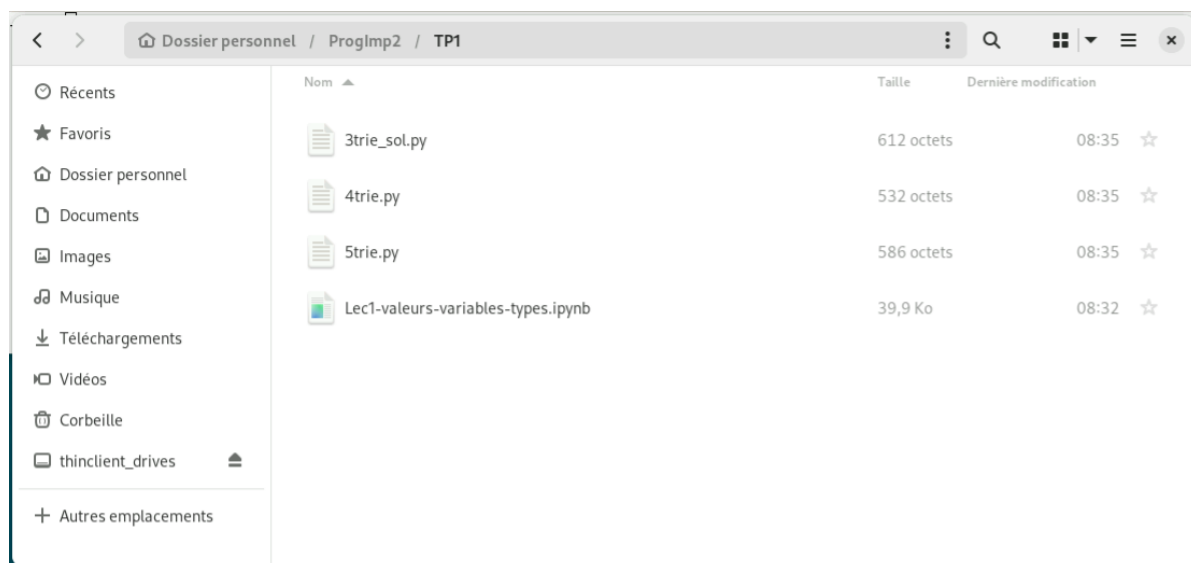 Dossier personnel / ProgImp2 / TP1
Récents
Favoris
Dossier personnel
Documents
Images
Musique
Téléchargements
Vidéos
Corbeille
thinclient_drives
Autres emplacements
Nom Taille Dernière modification
3trie_sol.py 612 octets 08:35
4trie.py 532 octets 08:35
5trie.py 586 octets 08:35
Lec1-valeurs-variables-types.ipynb 39,9 Ko 08:32